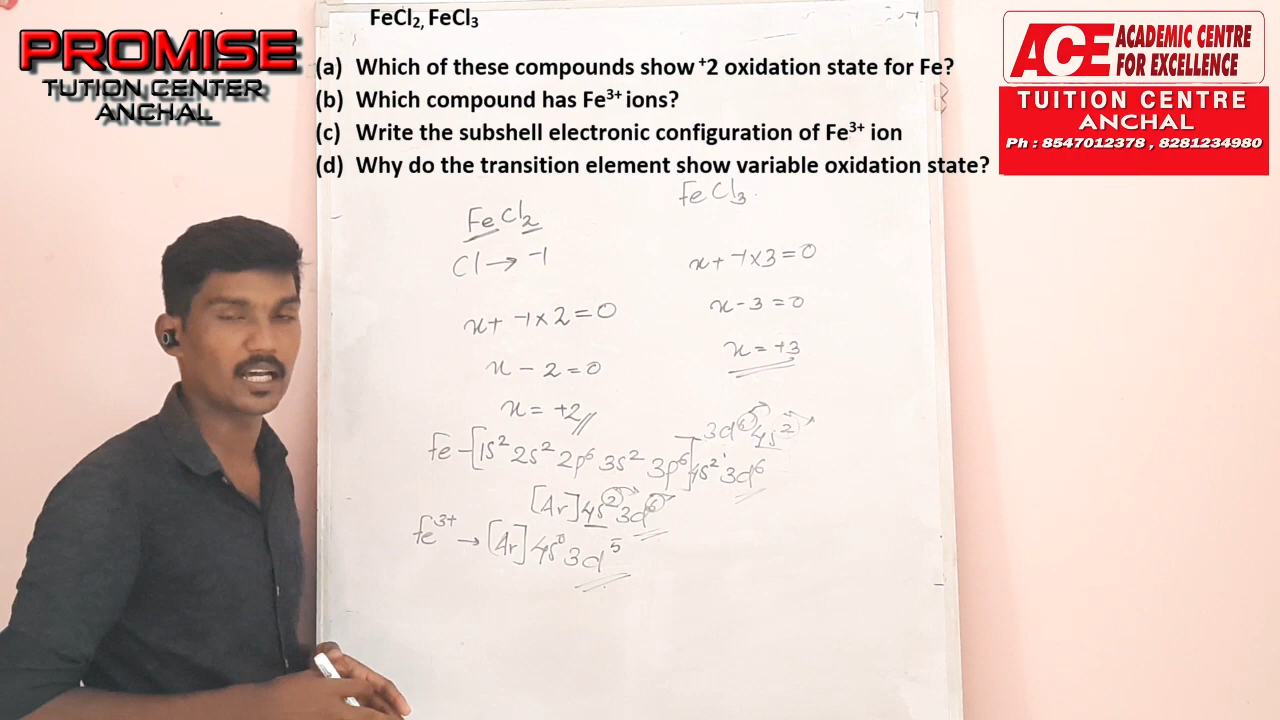 PROMISE
TUTION CENTER
ANCHAL
ACE ACADEMIC CENTRE
FOR EXCELLENCE
TUITION CENTRE
ANCHAL
Ph : 8547012378 , 8281234980
FeCl₂, FeCl₃
(a) Which of these compounds show ⁺2 oxidation state for Fe?
(b) Which compound has Fe³⁺ ions?
(c) Write the subshell electronic configuration of Fe³⁺ ion
(d) Why do the transition element show variable oxidation state?
FeCl₂
Cl → -1
x + -1 × 2 = 0
x - 2 = 0
x = +2
FeCl₃
x + -1 × 3 = 0
x - 3 = 0
x = +3
3d⁶ 4s²
Fe - [1s² 2s² 2p⁶ 3s² 3p⁶] 4s² 3d⁶
[Ar] 4s² 3d⁶
Fe³⁺ → [Ar] 4s⁰ 3d⁵